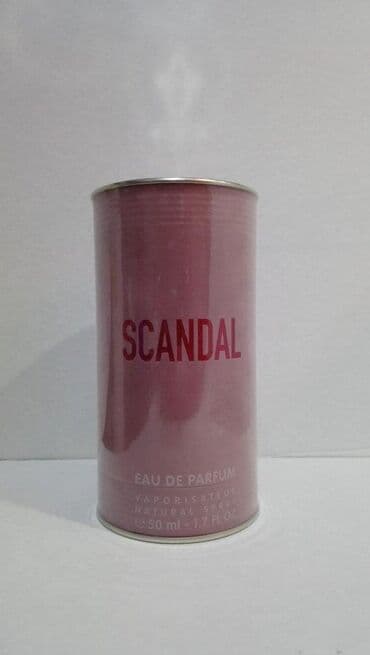 SCANDAL
EAU DE PARFUM
VAPORISATEUR
NATURAL SPRAY
℮50 ml - 1.7 Fl. Oz.